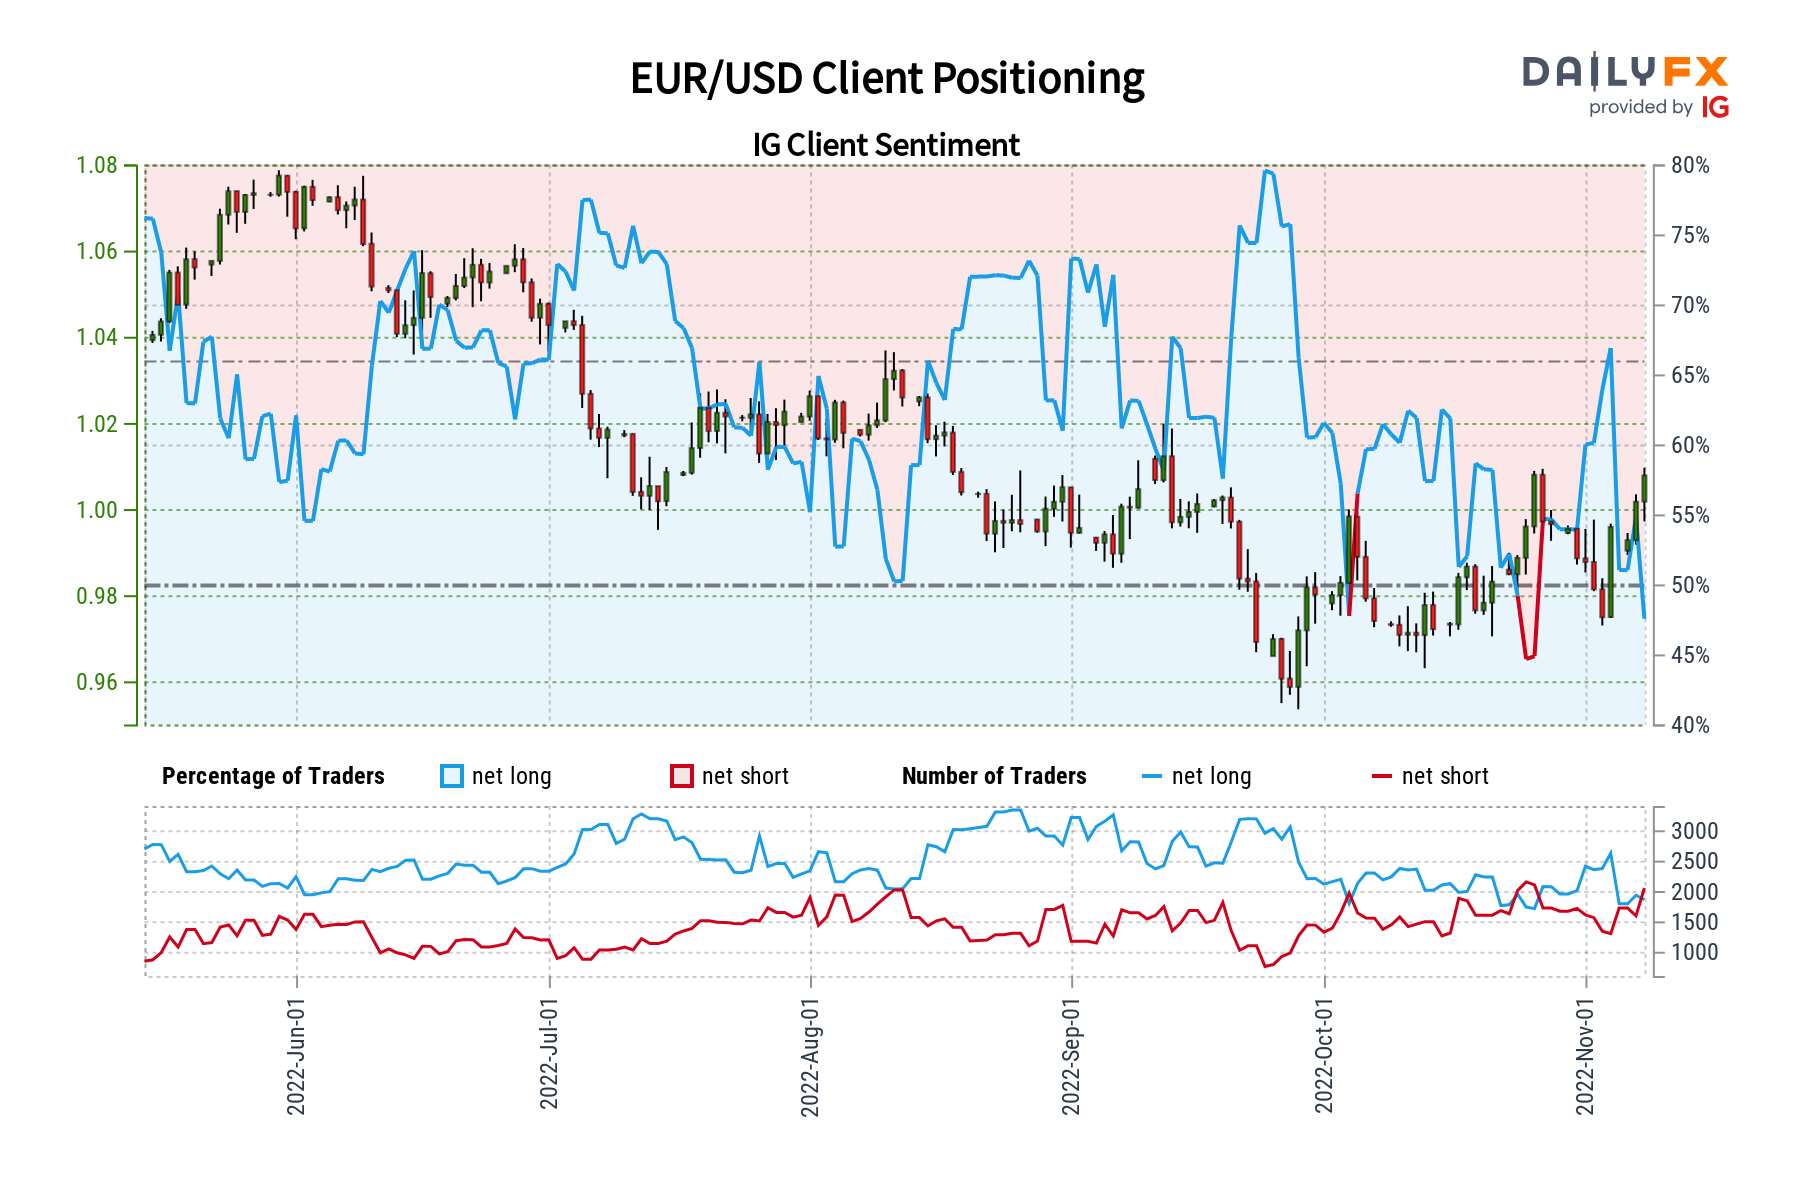 EUR/USD Client Positioning
DAILYFX
provided by IG
IG Client Sentiment
1.08
1.06
1.04
1.02
1.00
0.98
0.96
80%
75%
70%
65%
60%
55%
50%
45%
40%
Percentage of Traders net long net short Number of Traders net long net short
3000
2500
2000
1500
1000
2022-Jun-01
2022-Jul-01
2022-Aug-01
2022-Sep-01
2022-Oct-01
2022-Nov-01